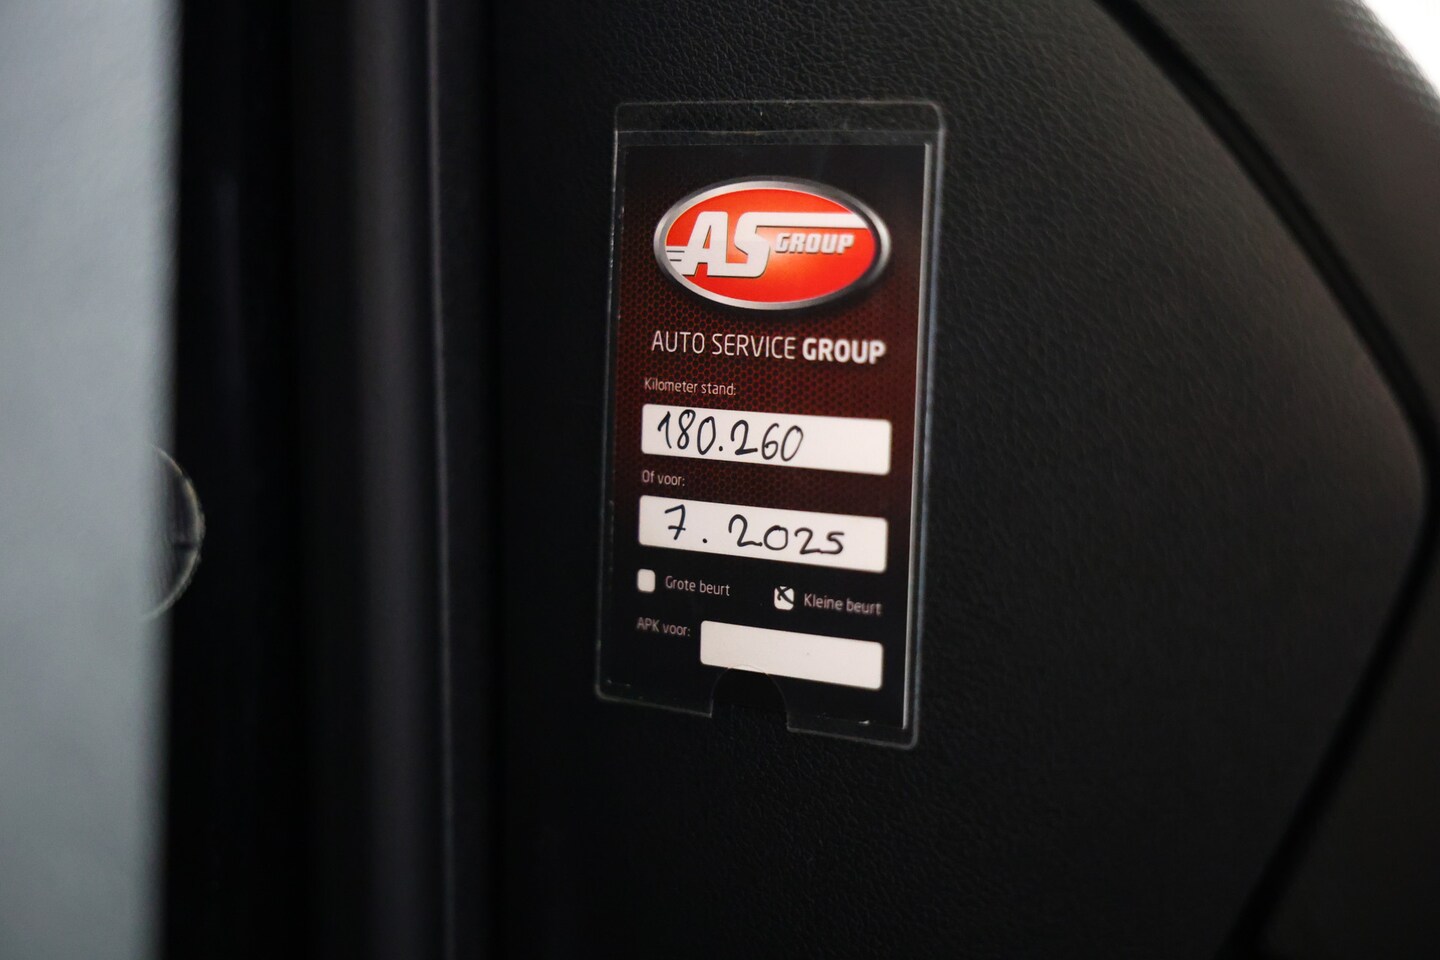 AS GROUP
AUTO SERVICE GROUP
Kilometer stand:
180.260
Of voor:
7.2025
Grote beurt
Kleine beurt
APK voor: